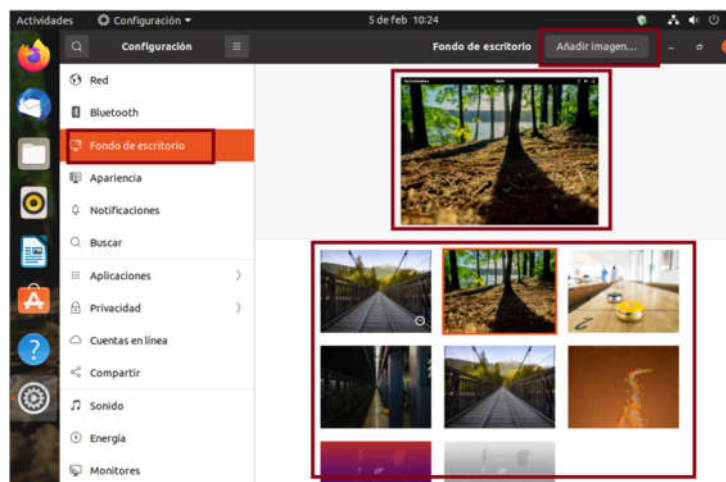 Actividades Configuración 5 de feb 10:24
Configuración Fondo de escritorio Añadir imagen...
Red
Bluetooth
Fondo de escritorio
Apariencia
Notificaciones
Buscar
Aplicaciones
Privacidad
Cuentas en línea
Compartir
Sonido
Energía
Monitores